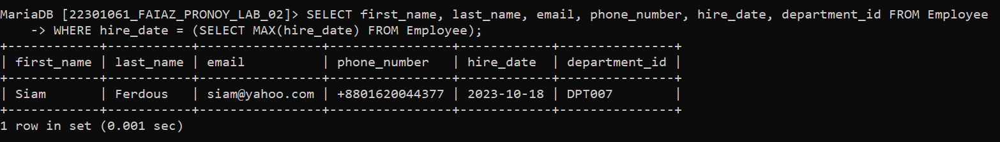 MariaDB [22301061_FAIAZ_PRONOY_LAB_02]> SELECT first_name, last_name, email, phone_number, hire_date, department_id FROM Employee
    -> WHERE hire_date = (SELECT MAX(hire_date) FROM Employee);
+------------+-----------+----------------+----------------+------------+---------------+
| first_name | last_name | email          | phone_number   | hire_date  | department_id |
+------------+-----------+----------------+----------------+------------+---------------+
| Siam       | Ferdous   | siam@yahoo.com | +8801620044377 | 2023-10-18 | DPT007        |
+------------+-----------+----------------+----------------+------------+---------------+
1 row in set (0.001 sec)